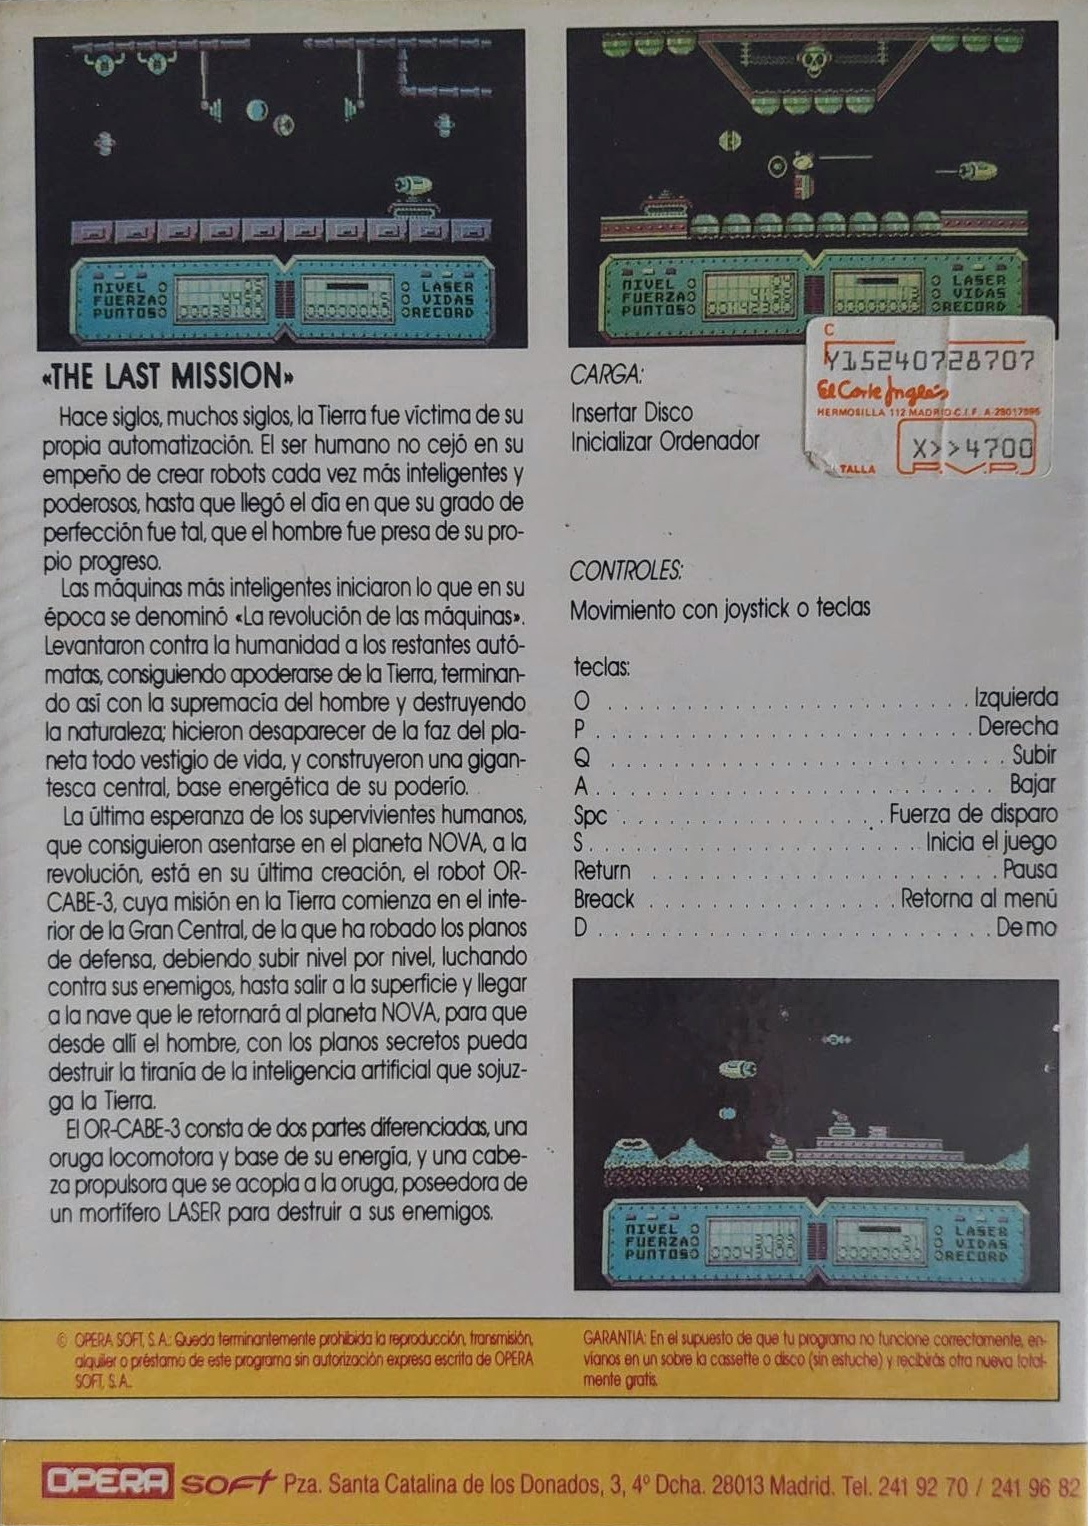 NIVEL
FUERZA
PUNTOS
LASER
VIDAS
RECORD
NIVEL
FUERZA
PUNTOS
LASER
VIDAS
RECORD
«THE LAST MISSION»
Hace siglos, muchos siglos, la Tierra fue víctima de su
propia automatización. El ser humano no cejó en su
empeño de crear robots cada vez más inteligentes y
poderosos, hasta que llegó el día en que su grado de
perfección fue tal, que el hombre fue presa de su pro-
pio progreso.
Las máquinas más inteligentes iniciaron lo que en su
época se denominó «La revolución de las máquinas».
Levantaron contra la humanidad a los restantes autó-
matas, consiguiendo apoderarse de la Tierra, terminan-
do así con la supremacía del hombre y destruyendo
la naturaleza; hicieron desaparecer de la faz del pla-
neta todo vestigio de vida, y construyeron una gigan-
tesca central, base energética de su poderío.
La última esperanza de los supervivientes humanos,
que consiguieron asentarse en el planeta NOVA, a la
revolución, está en su última creación, el robot OR-
CABE-3, cuya misión en la Tierra comienza en el inte-
rior de la Gran Central, de la que ha robado los planos
de defensa, debiendo subir nivel por nivel, luchando
contra sus enemigos, hasta salir a la superficie y llegar
a la nave que le retornará al planeta NOVA, para que
desde allí el hombre, con los planos secretos pueda
destruir la tiranía de la inteligencia artificial que sojuz-
ga la Tierra.
El OR-CABE-3 consta de dos partes diferenciadas, una
oruga locomotora y base de su energía, y una cabe-
za propulsora que se acopla a la oruga, poseedora de
un mortífero LASER para destruir a sus enemigos.
CARGA:
Insertar Disco
Inicializar Ordenador
C
Y15240728707
El Corte Inglés
HERMOSILLA 112 MADRID C.I.F. A-28017895
X>>4700
TALLA P.V.P.
CONTROLES:
Movimiento con joystick o teclas
teclas:
O . . . . . . . . . . . . . . . . . . . . . . . . . Izquierda
P . . . . . . . . . . . . . . . . . . . . . . . . . . Derecha
Q . . . . . . . . . . . . . . . . . . . . . . . . . . . Subir
A . . . . . . . . . . . . . . . . . . . . . . . . . . . . Bajar
Spc . . . . . . . . . . . . . . . . . . Fuerza de disparo
S . . . . . . . . . . . . . . . . . . . . . . . Inicia el juego
Return . . . . . . . . . . . . . . . . . . . . . . . . Pausa
Breack . . . . . . . . . . . . . . . . . Retorna al menú
D . . . . . . . . . . . . . . . . . . . . . . . . . . . Demo
NIVEL
FUERZA
PUNTOS
LASER
VIDAS
RECORD
© OPERA SOFT, S.A.: Queda terminantemente prohibida la reproducción, transmisión,
alquiler o préstamo de este programa sin autorización expresa escrita de OPERA
SOFT, S.A.
GARANTIA: En el supuesto de que tu programa no funcione correctamente, en-
víanos en un sobre la cassette o disco (sin estuche) y recibirás otra nueva total-
mente gratis.
OPERA SOFT Pza. Santa Catalina de los Donados, 3, 4º Dcha. 28013 Madrid. Tel. 241 92 70 / 241 96 82